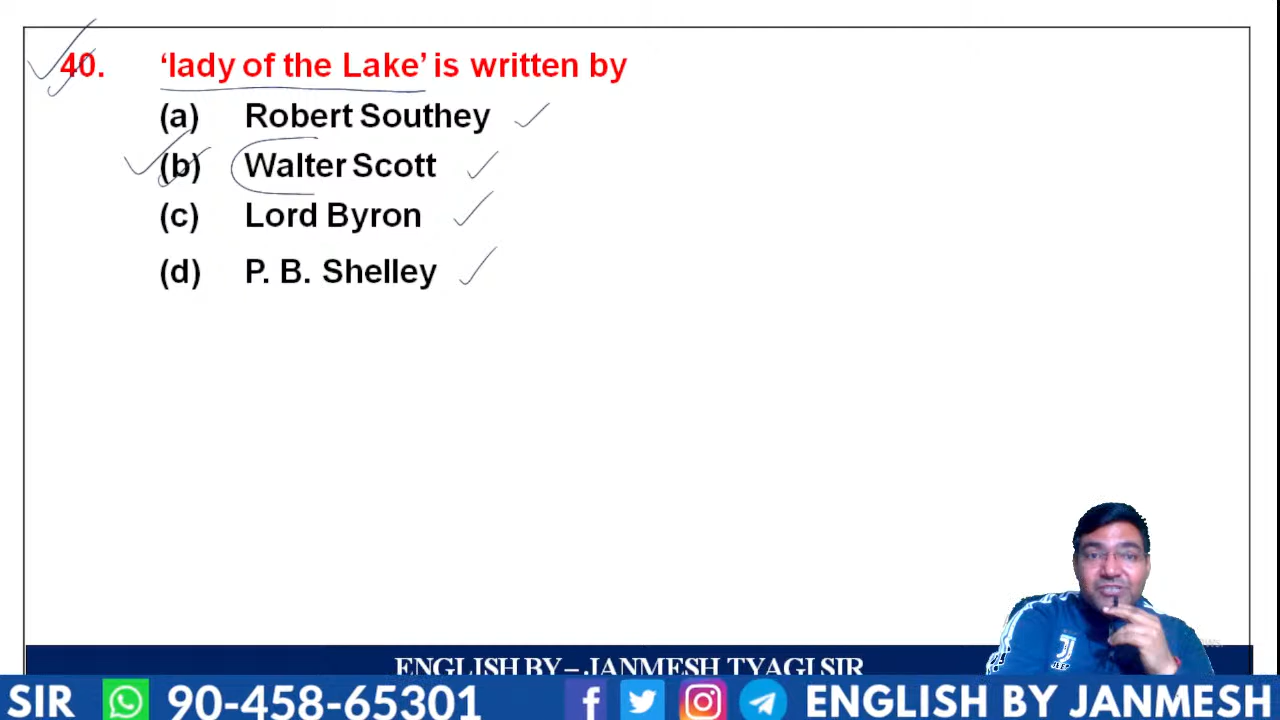 40. ‘lady of the Lake’ is written by
(a) Robert Southey
(b) Walter Scott
(c) Lord Byron
(d) P. B. Shelley
ENGLISH BY – JANMESH TYAGI SIR
SIR 90-458-65301 ENGLISH BY JANMESH